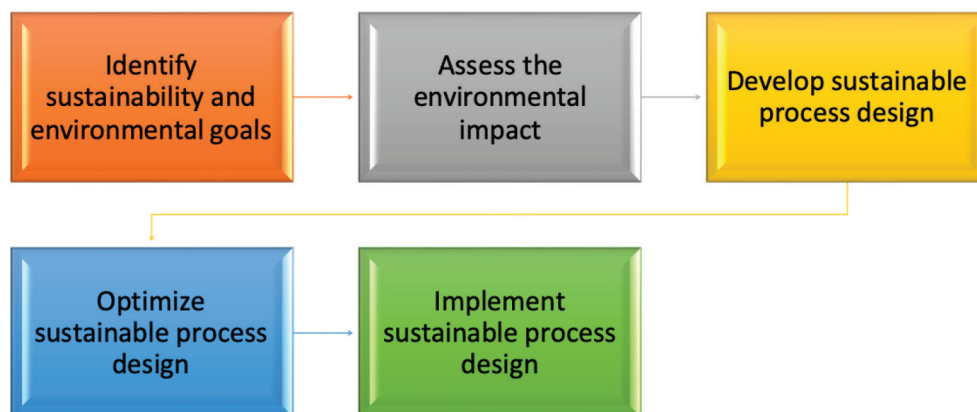 Identify
sustainability and
environmental goals
Assess the
environmental
impact
Develop sustainable
process design
Optimize
sustainable process
design
Implement
sustainable process
design